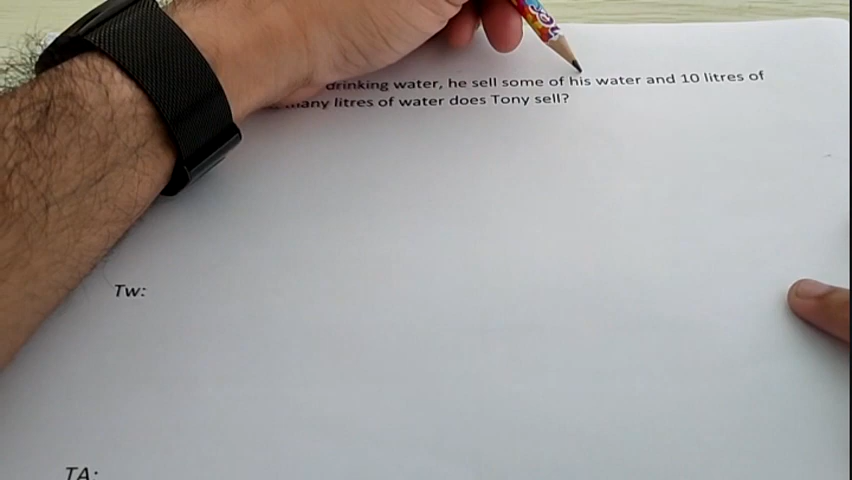 drinking water, he sell some of his water and 10 litres of
many litres of water does Tony sell?
Tw:
TA: